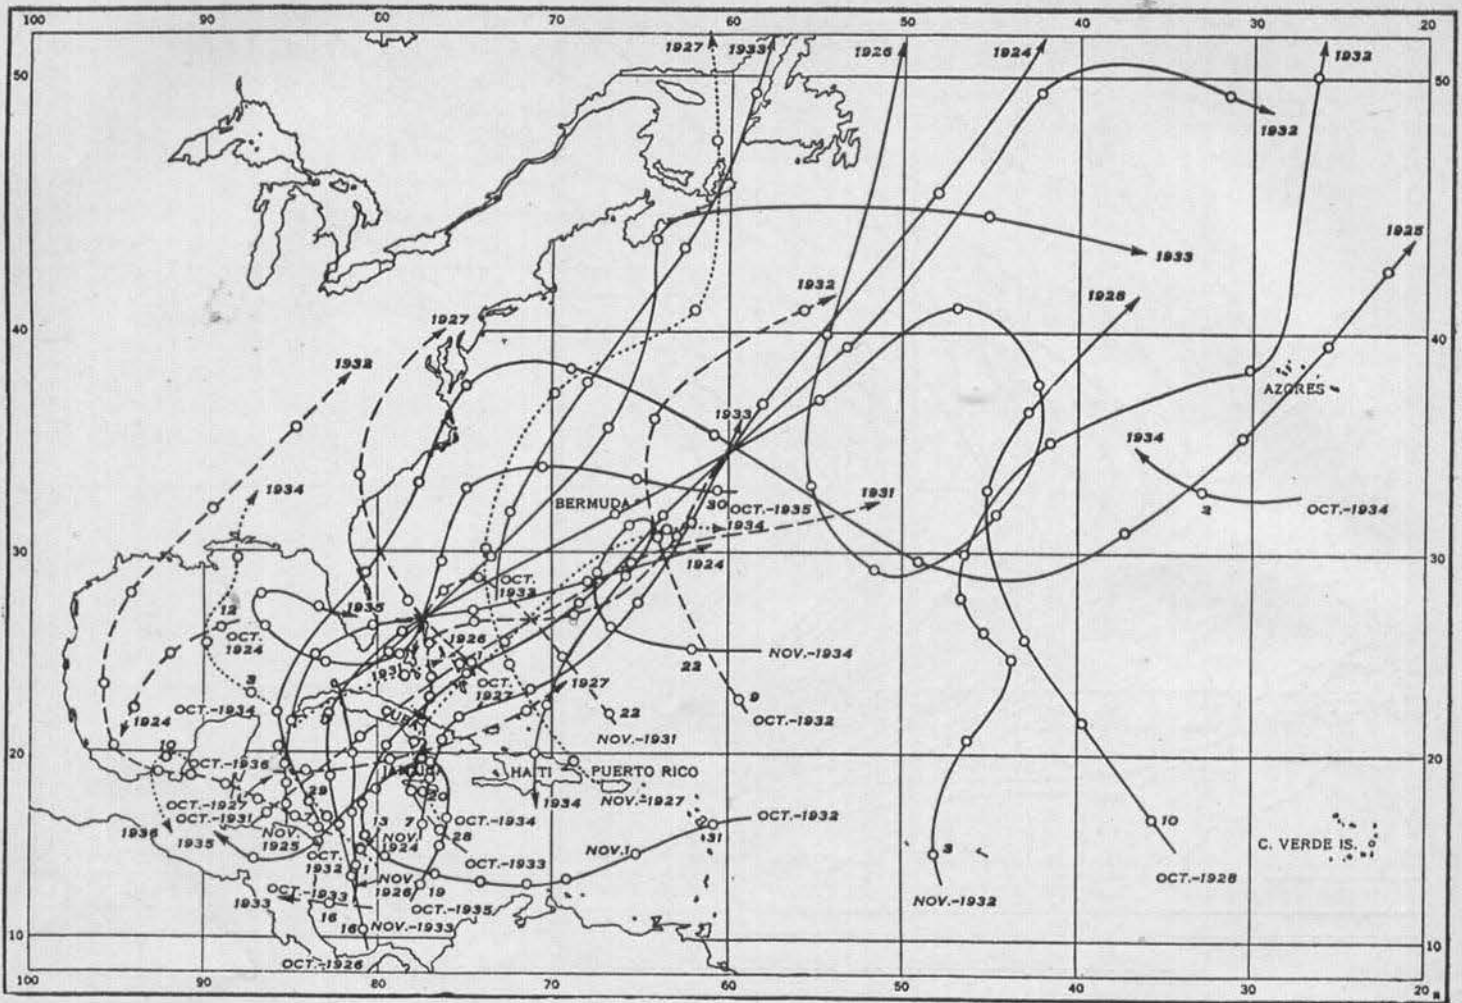 100 90 80 70 60 50 40 30 20
1927 1933 1926 1924 1932
50 50
1932
1925
1933
1932 1928
40 1927
1932
AZORES
1933
1934
1934 1931
BERMUDA
30 OCT.-1935
2 OCT.-1934
1934
30 30
1924
OCT.
1933
12 1935
OCT.
1924
1926
NOV.-1934
22
1931
OCT.
1927
3 1927 9
OCT.-1934
OCT.-1932
22
1924
NOV.-1931
10
20 20
OCT.-1936
HAITI PUERTO RICO
29
OCT.-1927 1934 NOV.-1927
OCT.-1931
7 13 7 OCT.-1934 OCT.-1932
31 10
1936 NOV.
1925 NOV.
1924 28
1935
C. VERDE IS.
OCT.
1932 NOV.1
OCT.-1933 3
1 OCT.-1928
NOV.
1926 19
OCT.-1933
1933 OCT.-1935 NOV.-1932
16
16 NOV.-1933
10 10
OCT.-1926
100 90 80 70 60 50 40 30 20